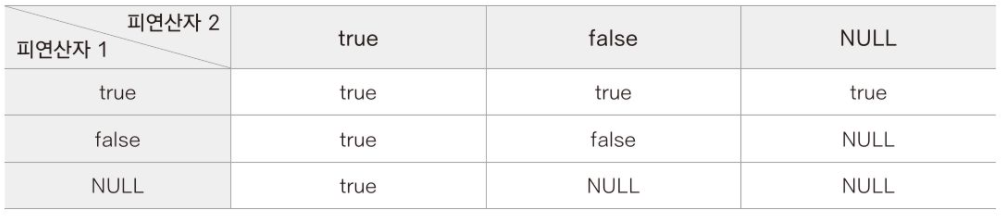 피연산자 2
피연산자 1
true false NULL
true true true true
false true false NULL
NULL true NULL NULL